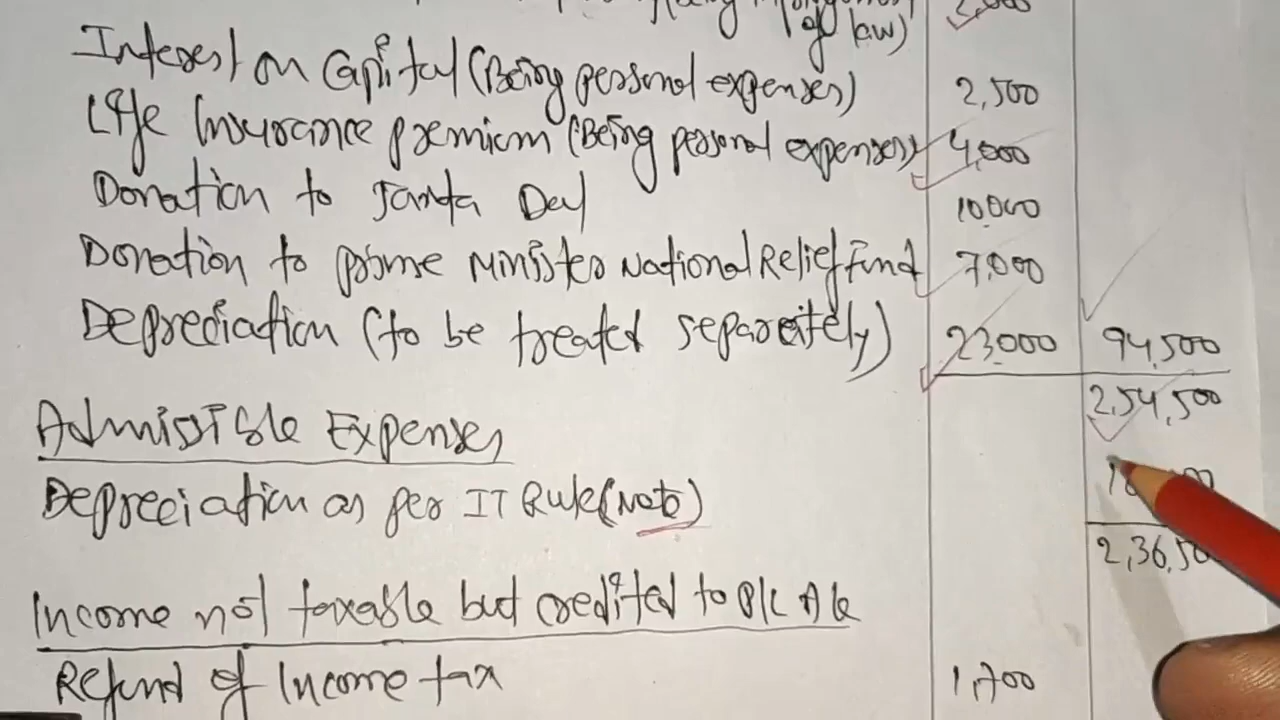 of law)
Interest on Capital (Being personal expenses) 2,500
Life Insurance premium (Being personal expenses) 4,000
Donation to Janta Dal 10,000
Donation to prime Minister National Relief Fund 7,000
Depreciation (to be treated separately) 23,000 94,500
2,54,500
Admissible Expenses
Depreciation as per IT Rule (Note)
2,36,50
Income not taxable but credited to P/L A/c
Refund of Income tax 1,700